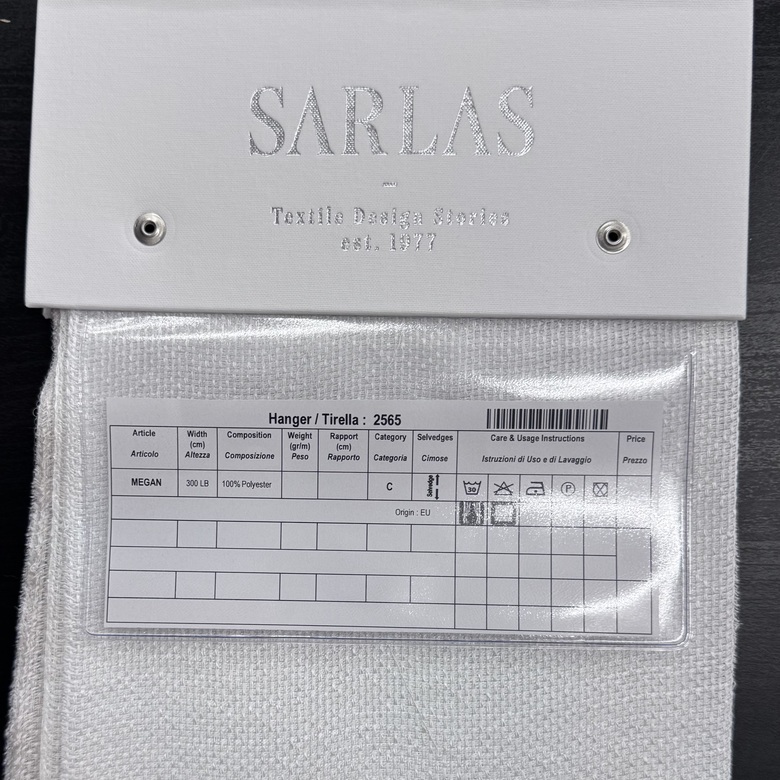 SARLAS
Textile Design Stories
est. 1977
Hanger / Tirella : 2565
Article Width (cm) Composition Weight (gr/m) Rapport (cm) Category Selvedges Care & Usage Instructions Price
Articolo Altezza Composizione Peso Rapporto Categoria Cimose Istruzioni di Uso e di Lavaggio Prezzo
MEGAN 300 LB 100% Polyester C Selvedge 30 P
Origin : EU